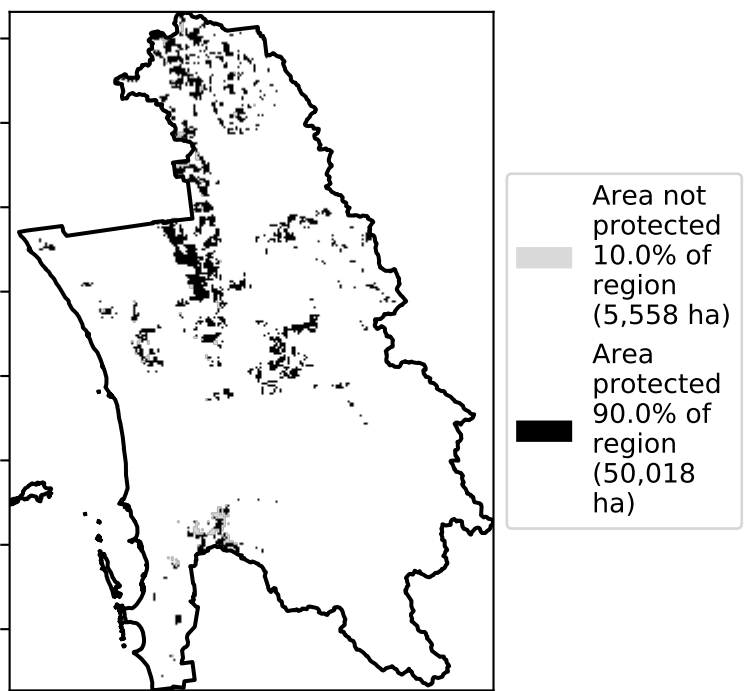 Area not
protected
10.0% of
region
(5,558 ha)
Area
protected
90.0% of
region
(50,018
ha)